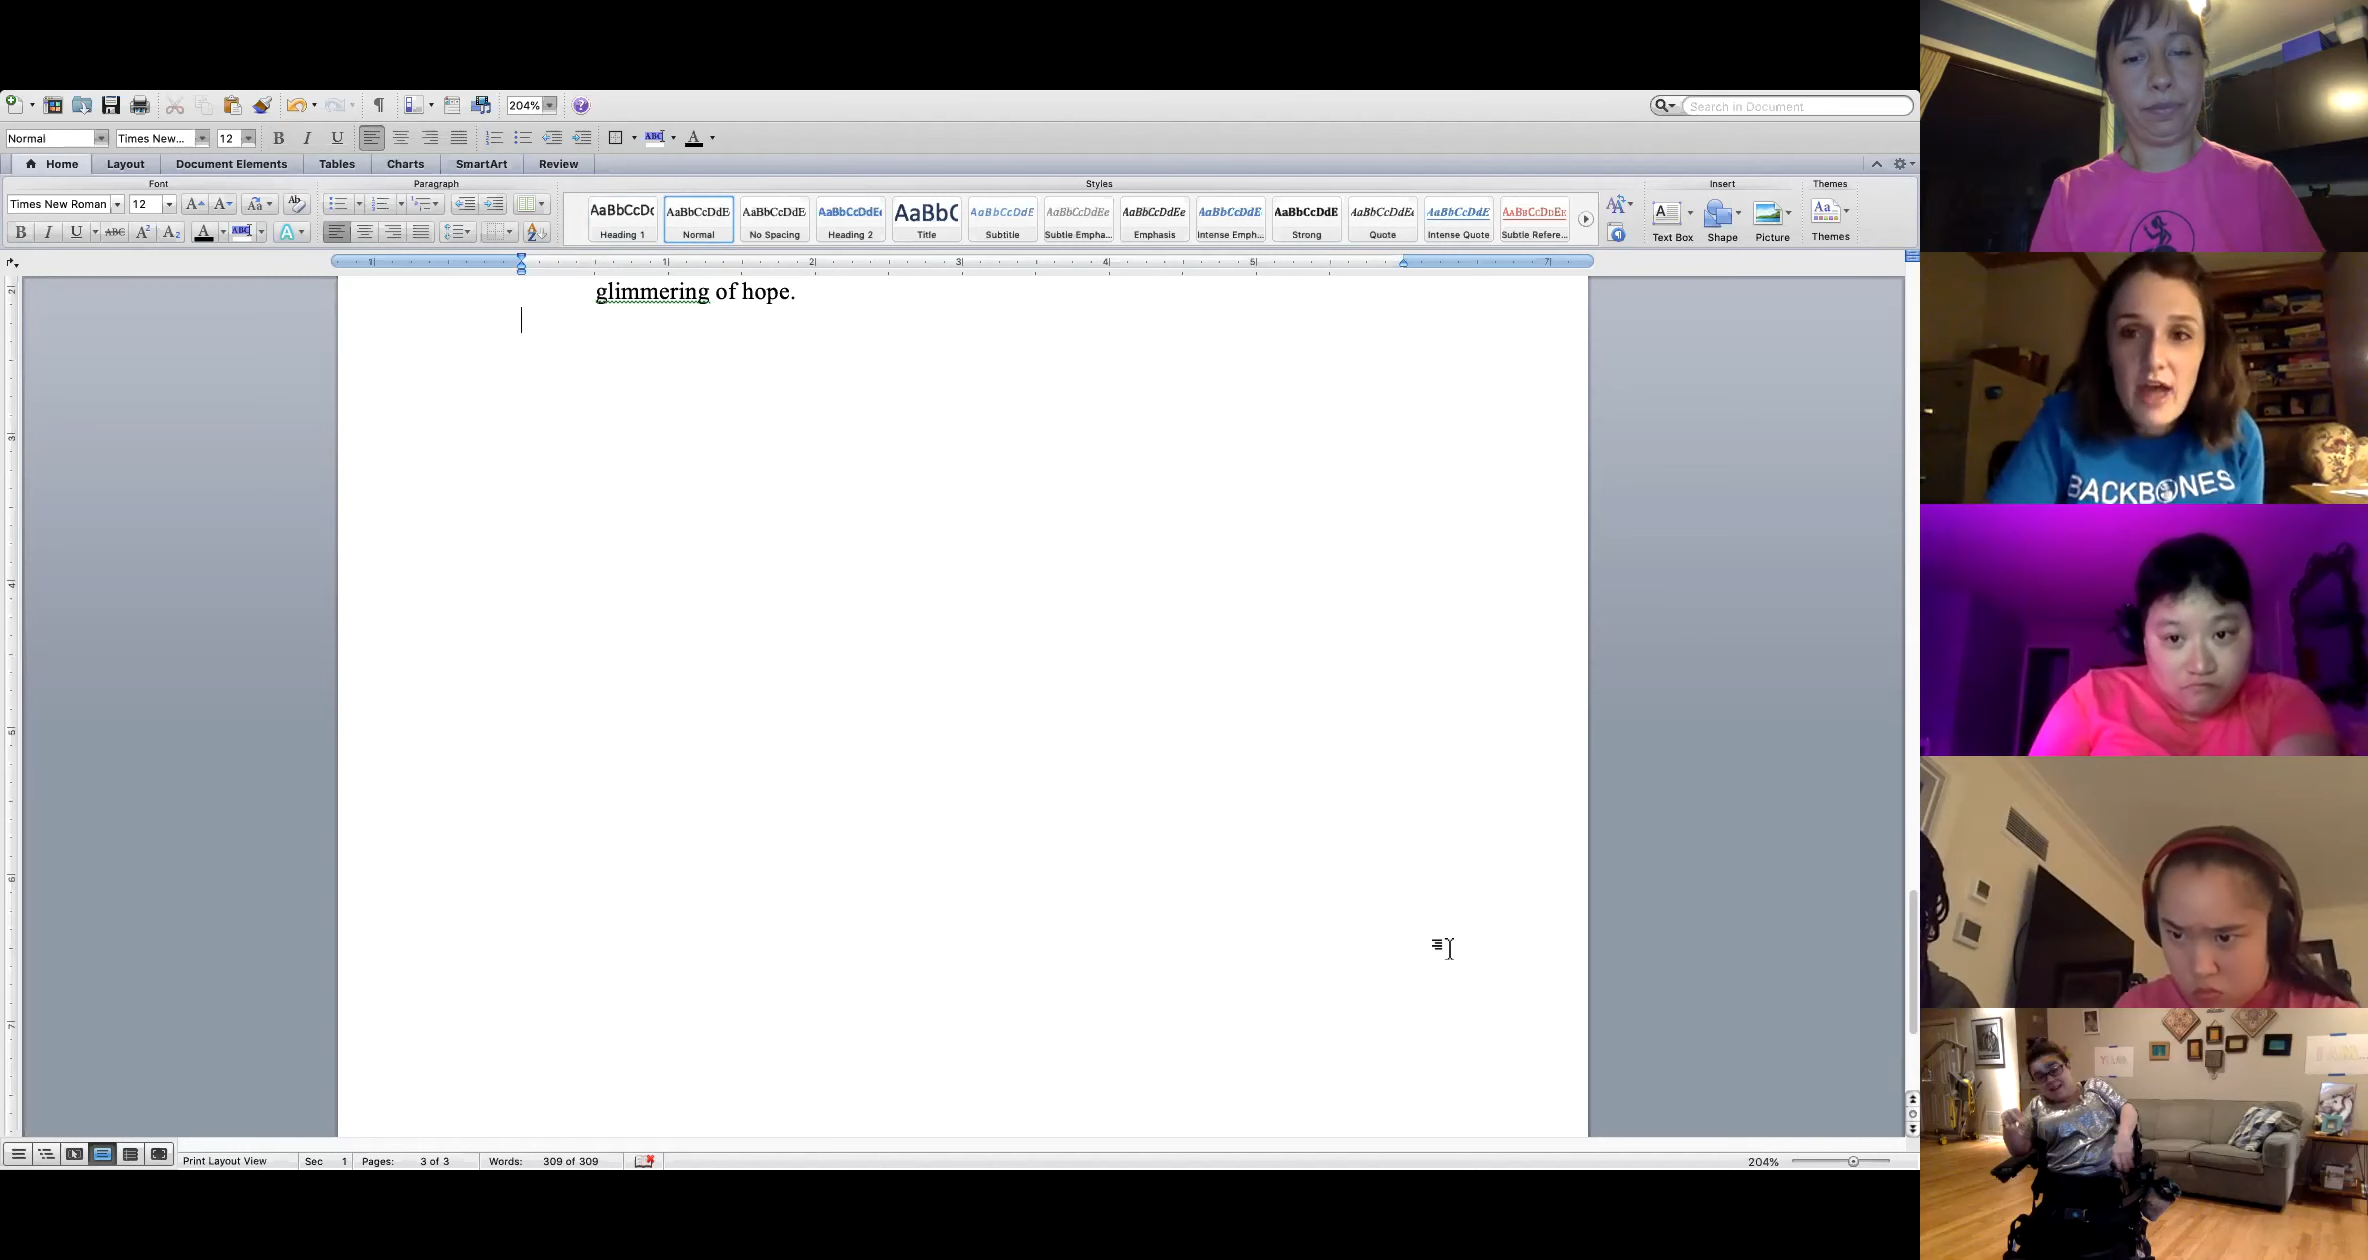 204%
Search in Document
Normal
Times New...
12
B I U
ABC
A
Home Layout Document Elements Tables Charts SmartArt Review
Font Paragraph Styles Insert Themes
Times New Roman 12
AaBbCcDc AaBbCcDdE AaBbCcDdE AaBbCcDdEe AaBbC AaBbCcDdE AaBbCcDdEe AaBbCcDdEe AaBbCcDdE AaBbCcDdE AaBbCcDdEe AaBbCcDdE AaBbCcDdEe
Heading 1 Normal No Spacing Heading 2 Title Subtitle Subtle Empha... Emphasis Intense Emph... Strong Quote Intense Quote Subtle Refere...
Text Box Shape Picture Themes
glimmering of hope.
BACKBONES
I AM...
Print Layout View Sec 1 Pages: 3 of 3 Words: 309 of 309 204%